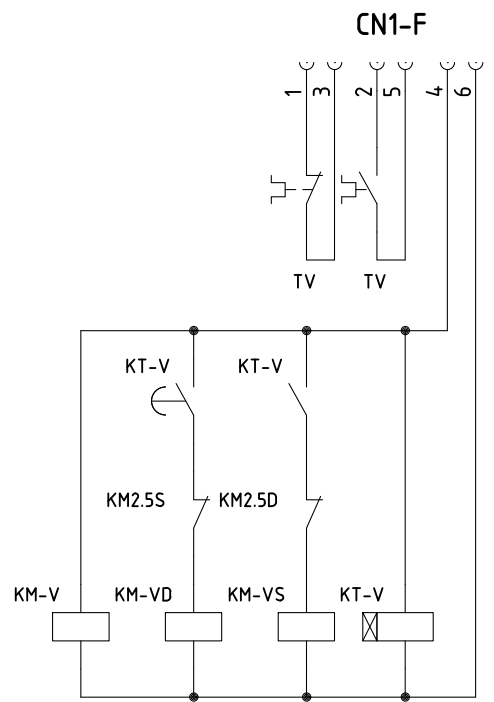 CN1-F
1 3 2 5 4 6
TV TV
KT-V KT-V
KM2.5S KM2.5D
KM-V KM-VD KM-VS KT-V